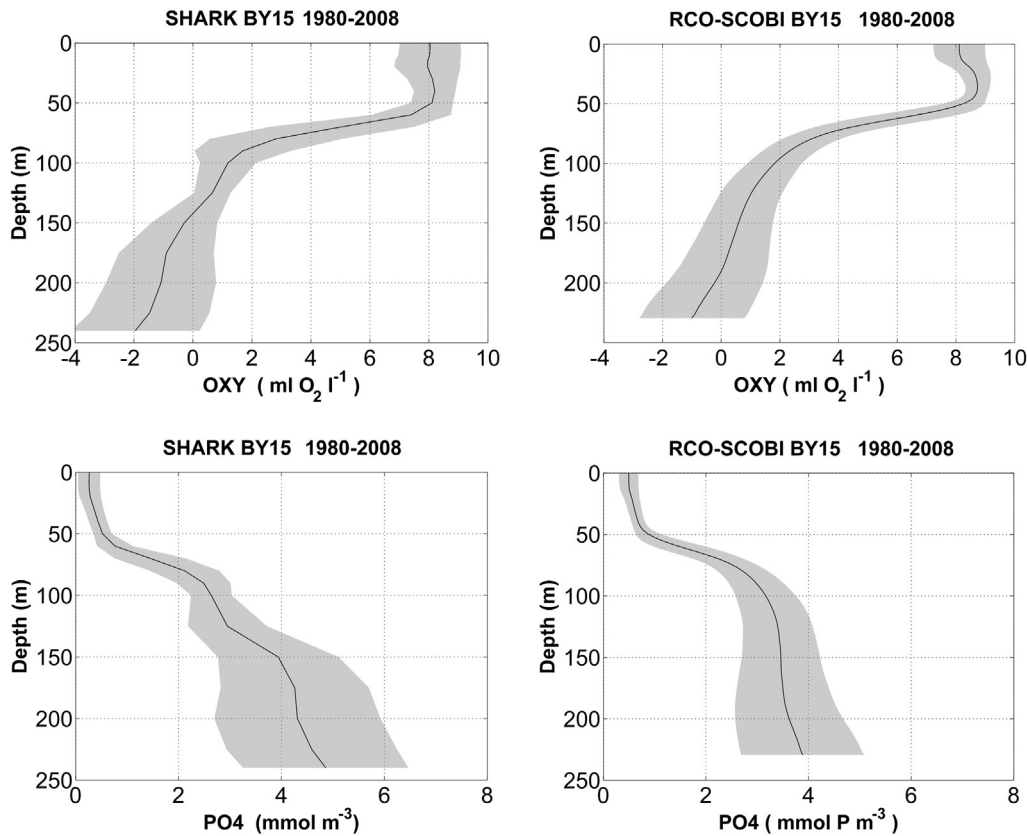 SHARK BY15 1980-2008
0
50
100
150
200
250
Depth (m)
-4 -2 0 2 4 6 8 10
OXY ( ml O₂ l⁻¹ )
RCO-SCOBI BY15 1980-2008
0
50
100
150
200
250
Depth (m)
-4 -2 0 2 4 6 8 10
OXY ( ml O₂ l⁻¹ )
SHARK BY15 1980-2008
0
50
100
150
200
250
Depth (m)
0 2 4 6 8
PO4 (mmol m⁻³)
RCO-SCOBI BY15 1980-2008
0
50
100
150
200
250
Depth (m)
0 2 4 6 8
PO4 ( mmol P m⁻³ )